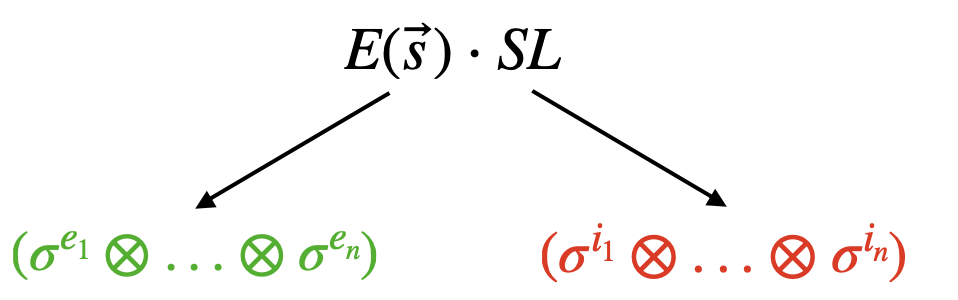 E(s⃗) · SL
(σ^{e_1} ⊗ ... ⊗ σ^{e_n}) (σ^{i_1} ⊗ ... ⊗ σ^{i_n})